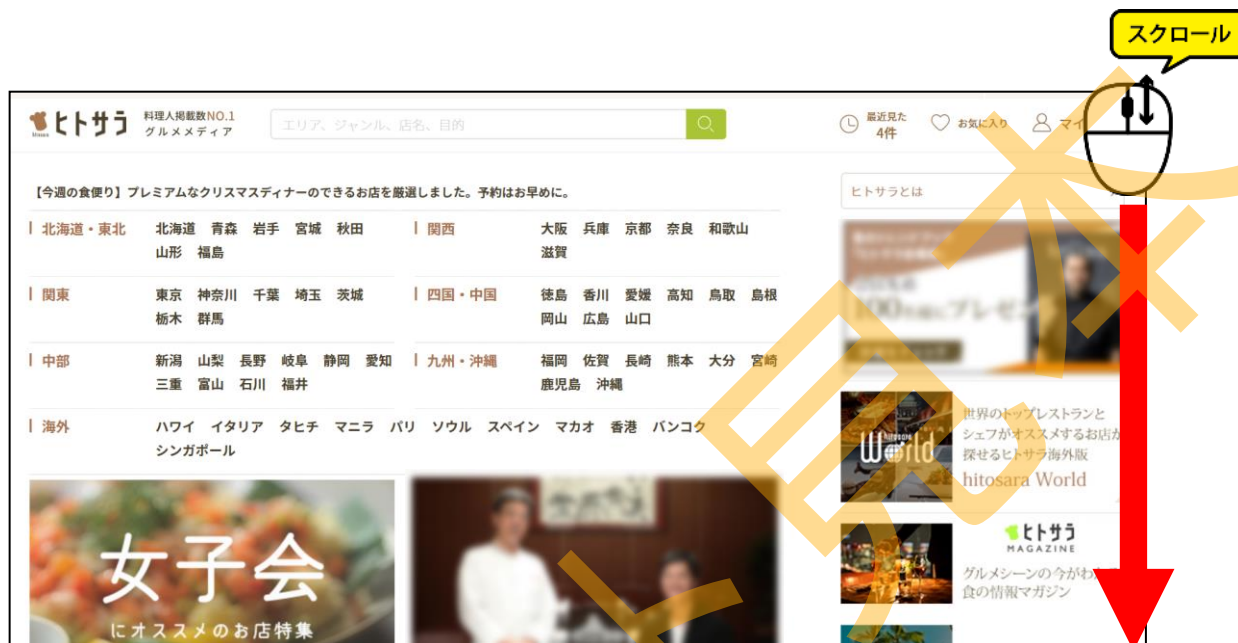 スクロール
ヒトサラ
料理人掲載数NO.1
グルメメディア
エリア、ジャンル、店名、目的
最近見た
4件
お気に入り
マイ
【今週の食便り】プレミアムなクリスマスディナーのできるお店を厳選しました。予約はお早めに。
北海道・東北 北海道 青森 岩手 宮城 秋田
山形 福島
関西 大阪 兵庫 京都 奈良 和歌山
滋賀
関東 東京 神奈川 千葉 埼玉 茨城
栃木 群馬
四国・中国 徳島 香川 愛媛 高知 鳥取 島根
岡山 広島 山口
中部 新潟 山梨 長野 岐阜 静岡 愛知
三重 富山 石川 福井
九州・沖縄 福岡 佐賀 長崎 熊本 大分 宮崎
鹿児島 沖縄
海外 ハワイ イタリア タヒチ マニラ パリ ソウル スペイン マカオ 香港 バンコク
シンガポール
女子会
にオススメのお店特集
ヒトサラとは
100 プレゼン
hitosara
World
世界のトップレストランと
シェフがオススメするお店が
探せるヒトサラ海外版
hitosara World
ヒトサラ
MAGAZINE
グルメシーンの今がわ
食の情報マガジン
見本